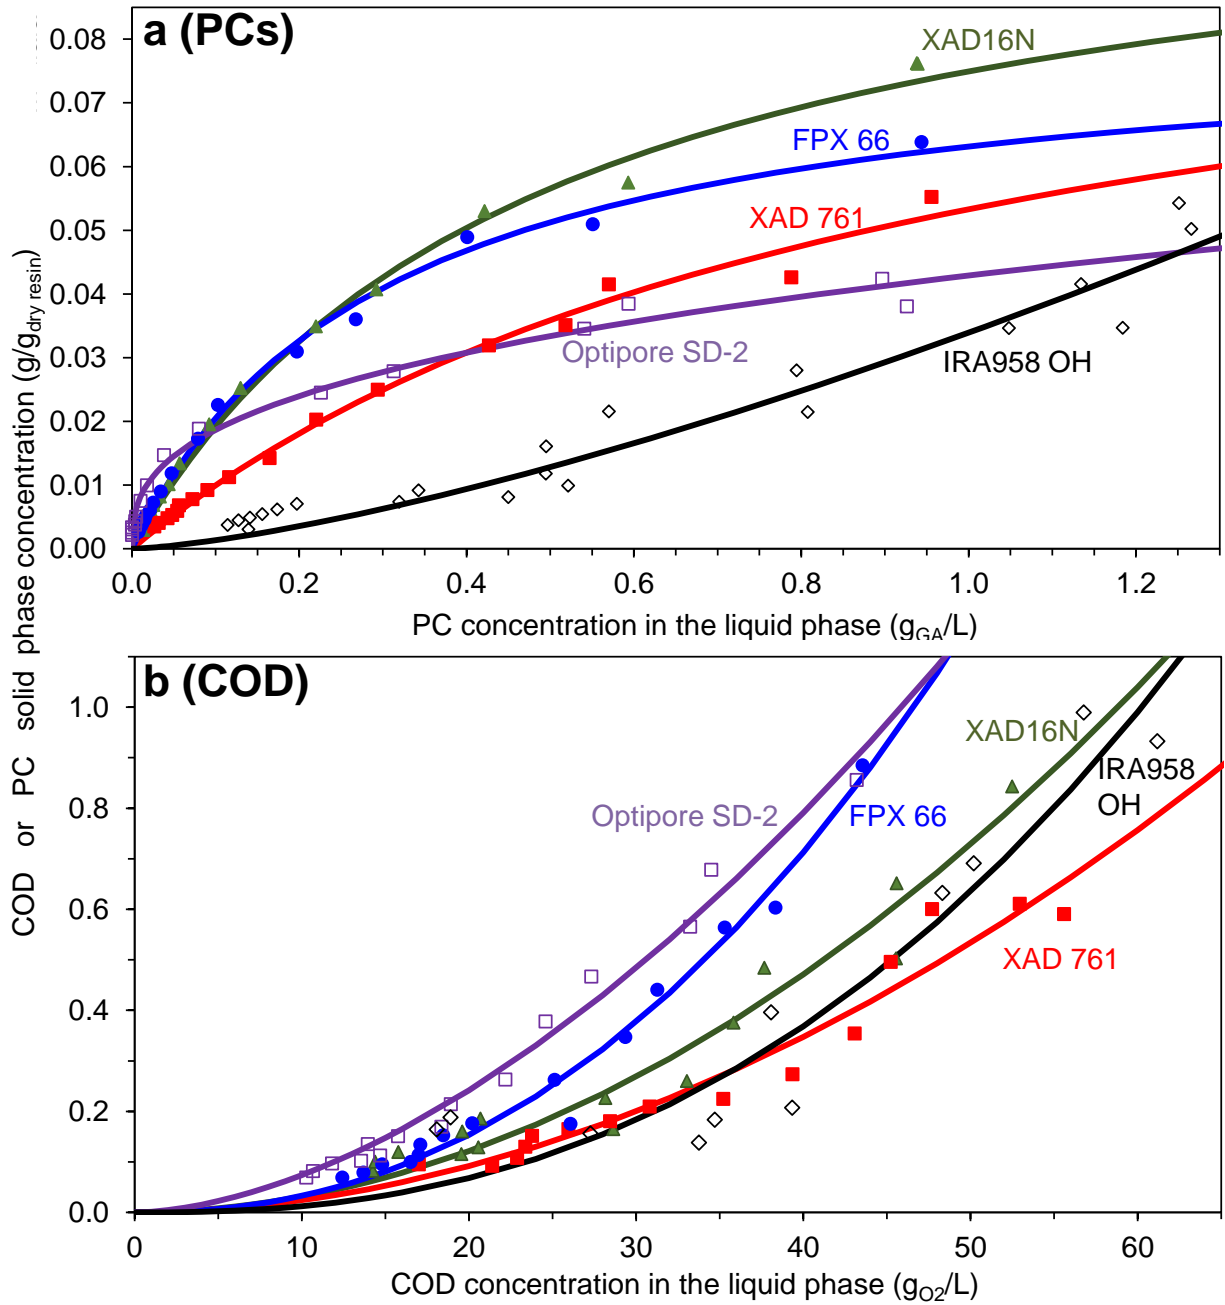 a (PCs)
XAD16N
FPX 66
XAD 761
Optipore SD-2
IRA958 OH
0.08
0.07
0.06
0.05
0.04
0.03
0.02
0.01
0.00
0.0 0.2 0.4 0.6 0.8 1.0 1.2
PC concentration in the liquid phase (gGA/L)
COD or PC solid phase concentration (g/gdry resin)
b (COD)
XAD16N
IRA958
OH
Optipore SD-2
FPX 66
XAD 761
1.0
0.8
0.6
0.4
0.2
0.0
0 10 20 30 40 50 60
COD concentration in the liquid phase (gO2/L)